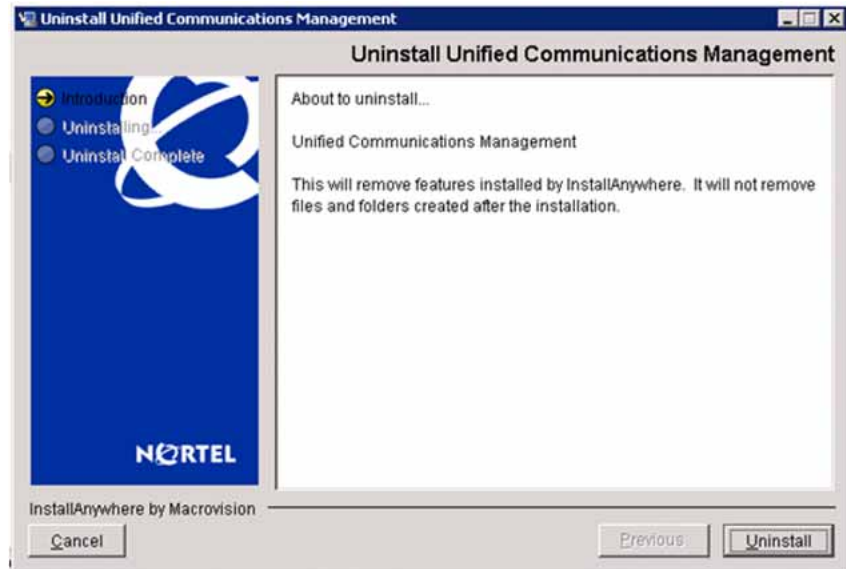 Uninstall Unified Communications Management
Uninstall Unified Communications Management
Introduction
Uninstalling...
Uninstall Complete
About to uninstall...
Unified Communications Management
This will remove features installed by InstallAnywhere. It will not remove
files and folders created after the installation.
NORTEL
InstallAnywhere by Macrovision
Cancel
Previous
Uninstall